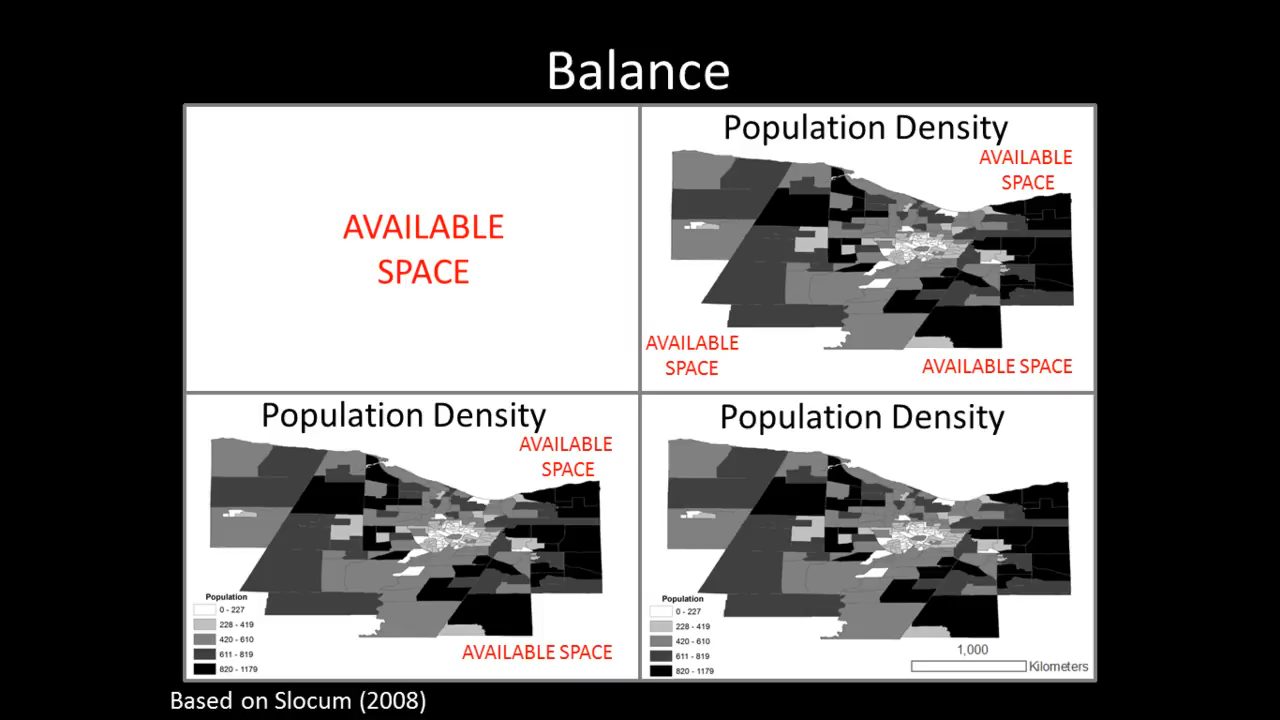 Balance
AVAILABLE
SPACE
Population Density
AVAILABLE
SPACE
AVAILABLE
SPACE
AVAILABLE SPACE
Population Density
AVAILABLE
SPACE
Population
0 - 227
228 - 419
420 - 610
611 - 819
820 - 1179
AVAILABLE SPACE
Population Density
Population
0 - 227
228 - 419
420 - 610
611 - 819
820 - 1179
1,000
Kilometers
Based on Slocum (2008)